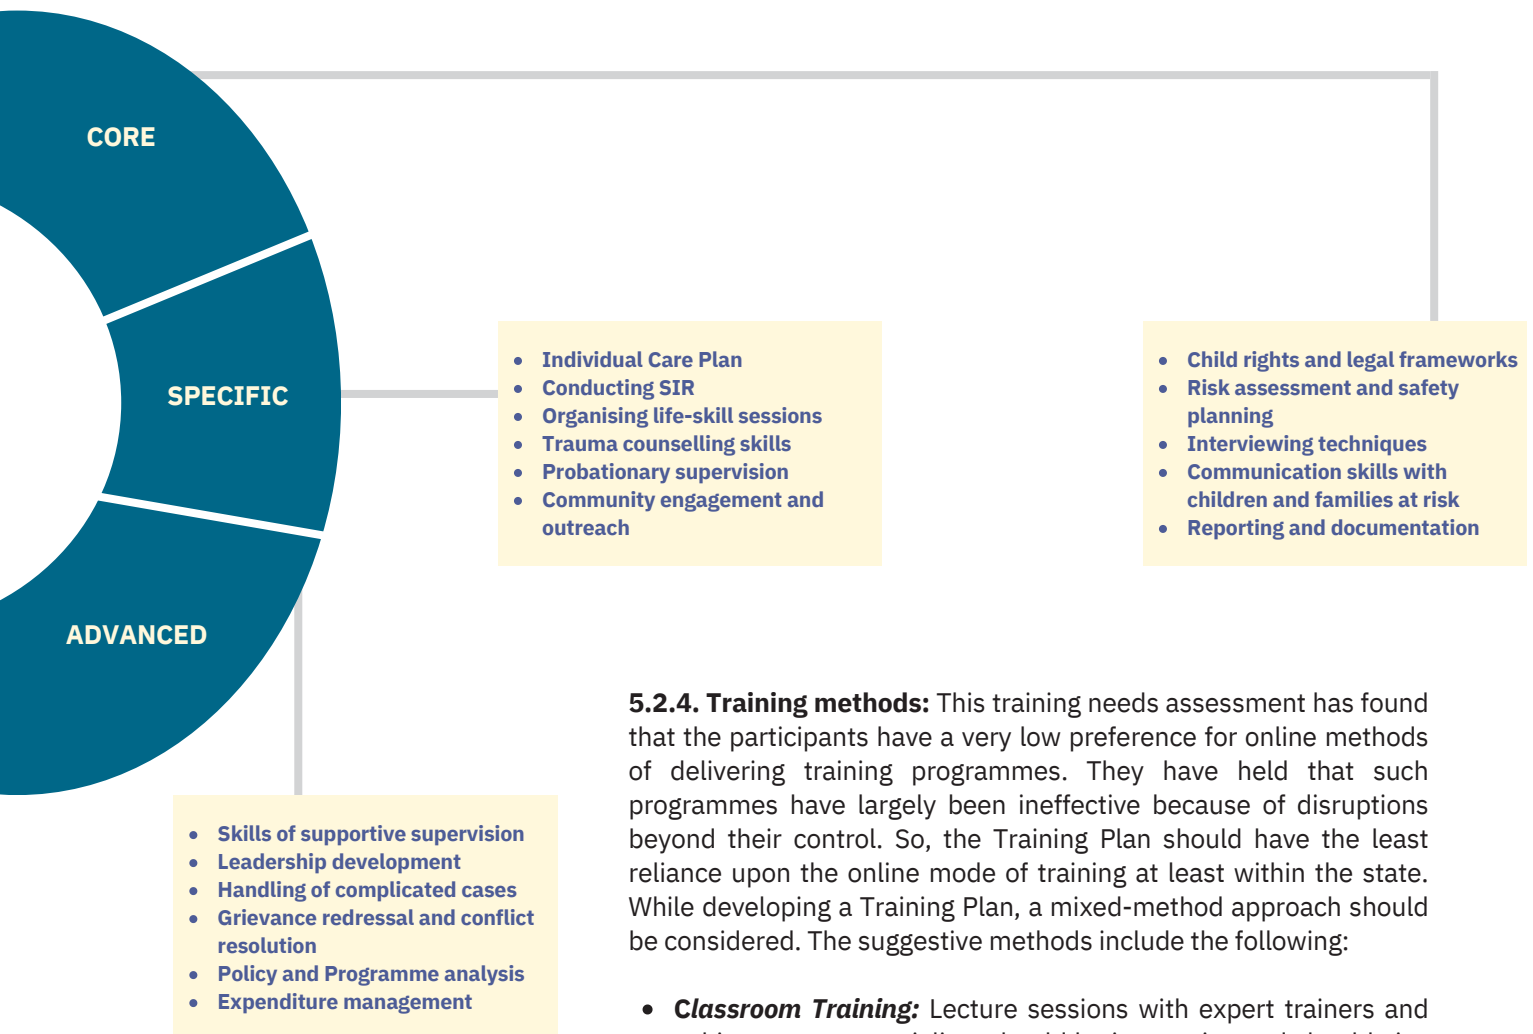 CORE
SPECIFIC
ADVANCED
• Individual Care Plan
• Conducting SIR
• Organising life-skill sessions
• Trauma counselling skills
• Probationary supervision
• Community engagement and
outreach
• Child rights and legal frameworks
• Risk assessment and safety
planning
• Interviewing techniques
• Communication skills with
children and families at risk
• Reporting and documentation
• Skills of supportive supervision
• Leadership development
• Handling of complicated cases
• Grievance redressal and conflict
resolution
• Policy and Programme analysis
• Expenditure management
5.2.4. Training methods: This training needs assessment has found
that the participants have a very low preference for online methods
of delivering training programmes. They have held that such
programmes have largely been ineffective because of disruptions
beyond their control. So, the Training Plan should have the least
reliance upon the online mode of training at least within the state.
While developing a Training Plan, a mixed-method approach should
be considered. The suggestive methods include the following:
• Classroom Training: Lecture sessions with expert trainers and